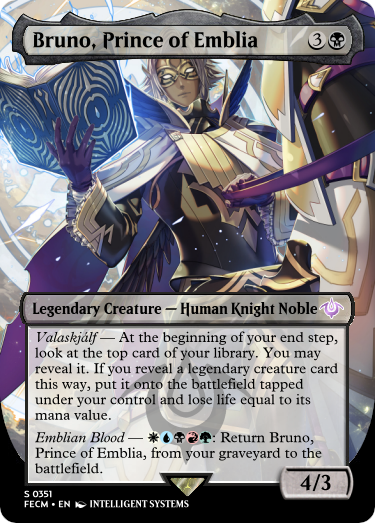 Bruno, Prince of Emblia 3
Legendary Creature — Human Knight Noble
Valaskjálf — At the beginning of your end step,
look at the top card of your library. You may
reveal it. If you reveal a legendary creature card
this way, put it onto the battlefield tapped
under your control and lose life equal to its
mana value.
Emblian Blood — : Return Bruno,
Prince of Emblia, from your graveyard to the
battlefield.
4/3
S 0351
FECM • EN INTELLIGENT SYSTEMS